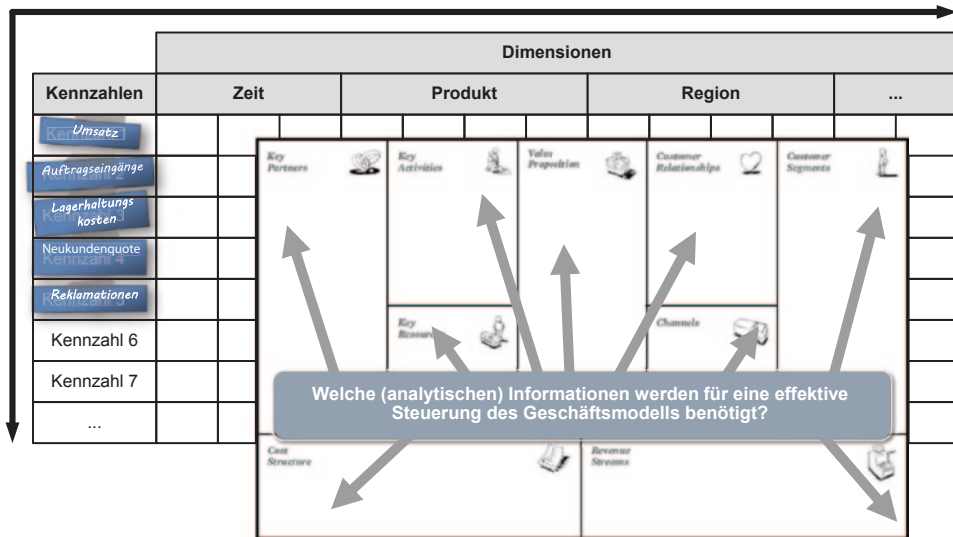 Dimensionen
Kennzahlen
Zeit
Produkt
Region
...
Umsatz
Auftragseingänge
Lagerhaltungs
kosten
Neukundenquote
Kennzahl 4
Reklamationen
Kennzahl 6
Kennzahl 7
...
Key
Partners
Key
Activities
Value
Proposition
Customer
Relationships
Customer
Segments
Key
Channels
Welche (analytischen) Informationen werden für eine effektive
Steuerung des Geschäftsmodells benötigt?
Cost
Structure
Revenue
Streams